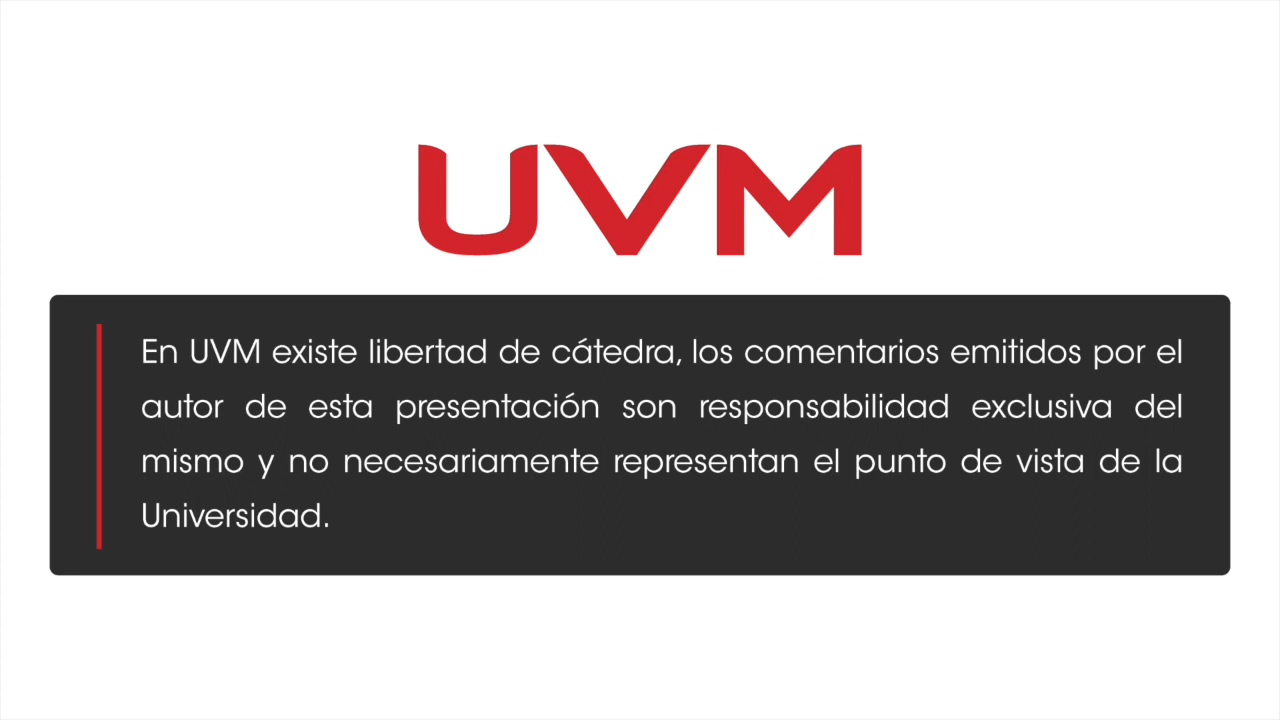 UVM
En UVM existe libertad de cátedra, los comentarios emitidos por el
autor de esta presentación son responsabilidad exclusiva del
mismo y no necesariamente representan el punto de vista de la
Universidad.